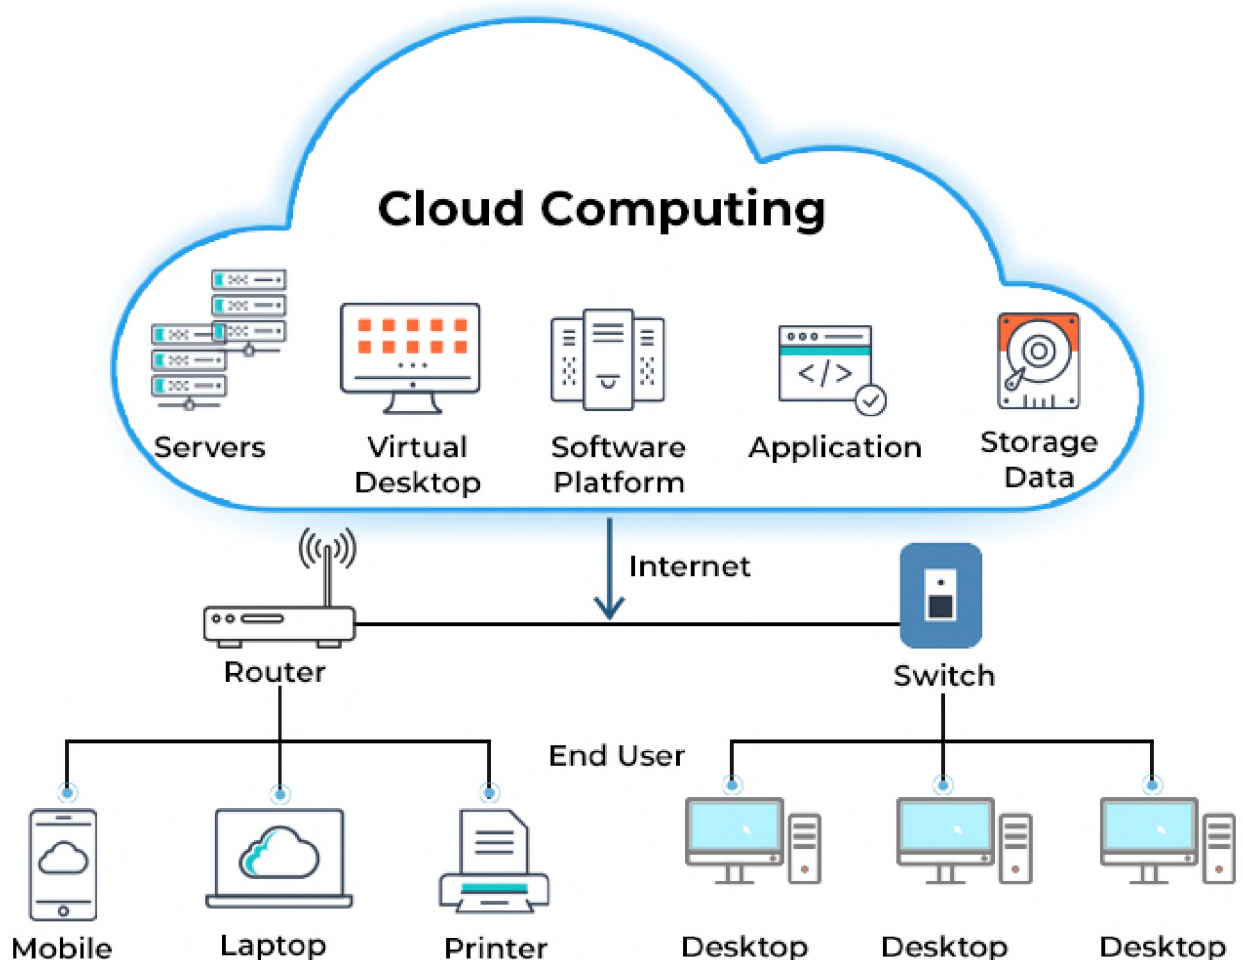 Cloud Computing
Servers
Virtual
Desktop
Software
Platform
Application
Storage
Data
Internet
Router
Switch
End User
Mobile
Laptop
Printer
Desktop
Desktop
Desktop